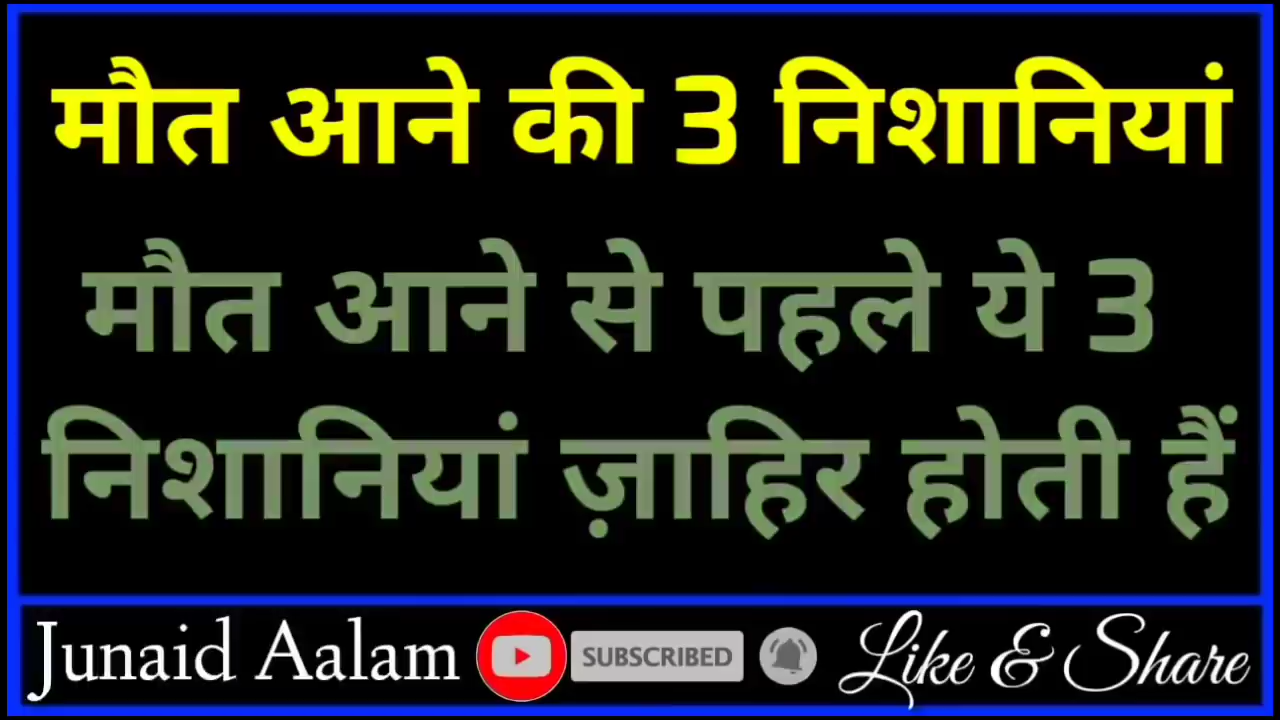 मौत आने की 3 निशानियां
मौत आने से पहले ये 3
निशानियां ज़ाहिर होती हैं
Junaid Aalam SUBSCRIBED Like & Share